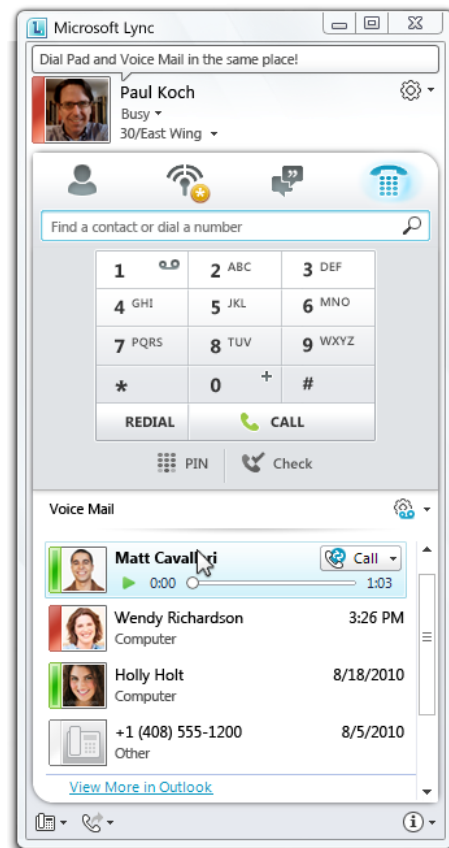 Microsoft Lync
Dial Pad and Voice Mail in the same place!
Paul Koch
Busy
30/East Wing
Find a contact or dial a number
1 2 ABC 3 DEF
4 GHI 5 JKL 6 MNO
7 PQRS 8 TUV 9 WXYZ
* 0 + #
REDIAL CALL
PIN Check
Voice Mail
Matt Call
0:00 1:03
Wendy Richardson 3:26 PM
Computer
Holly Holt 8/18/2010
Computer
+1 (408) 555-1200 8/5/2010
Other
View More in Outlook